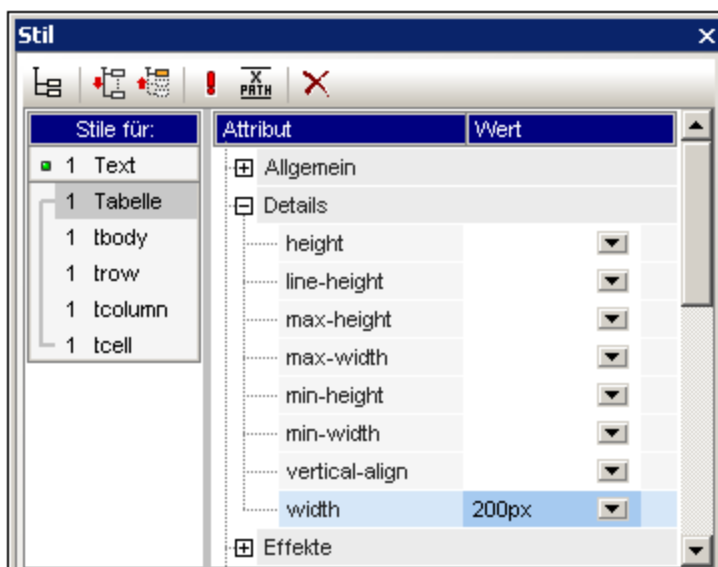 Stil
X
PATH
Stile für:
1 Text
1 Tabelle
1 tbody
1 trow
1 tcolumn
1 tcell
Attribut Wert
Allgemein
Details
height
line-height
max-height
max-width
min-height
min-width
vertical-align
width 200px
Effekte